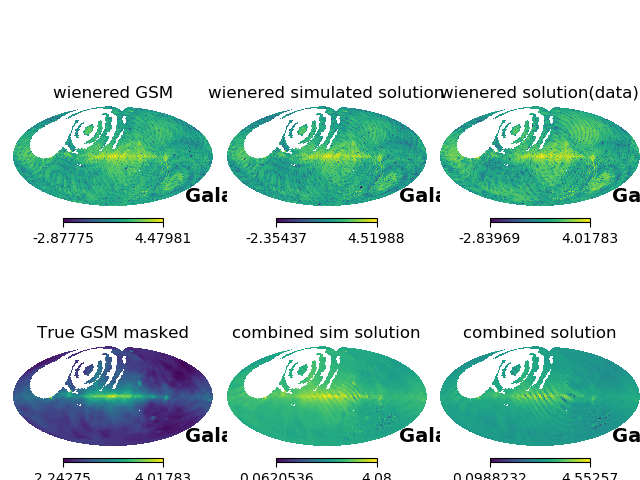 wienered GSM
wienered simulated solution
wienered solution(data)
Gala
Gala
Ga
-2.87775 4.47981
-2.35437 4.51988
-2.83969 4.01783
True GSM masked
combined sim solution
combined solution
Gala
Gala
Ga
2.24275 4.01783
0.0620536 4.08
0.0988232 4.55257